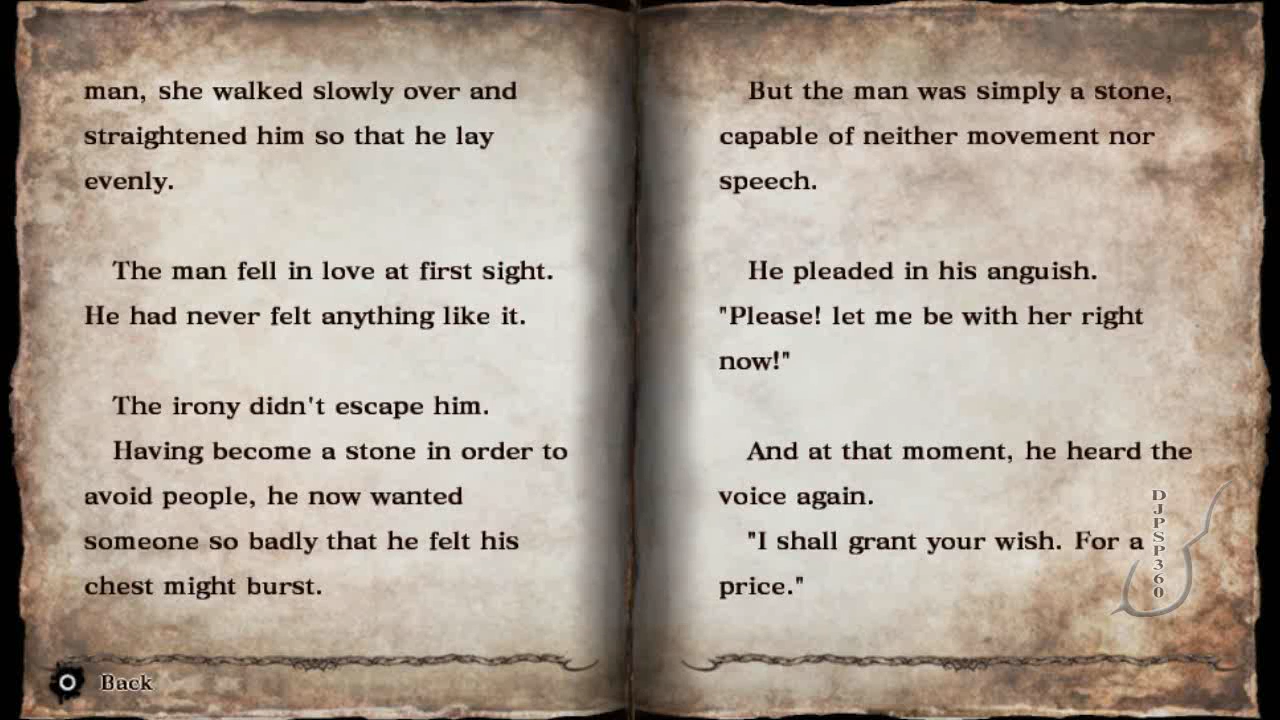 man, she walked slowly over and
straightened him so that he lay
evenly.
The man fell in love at first sight.
He had never felt anything like it.
The irony didn't escape him.
Having become a stone in order to
avoid people, he now wanted
someone so badly that he felt his
chest might burst.
But the man was simply a stone,
capable of neither movement nor
speech.
He pleaded in his anguish.
"Please! let me be with her right
now!"
And at that moment, he heard the
voice again.
"I shall grant your wish. For a
price."
DJPSP360
Back